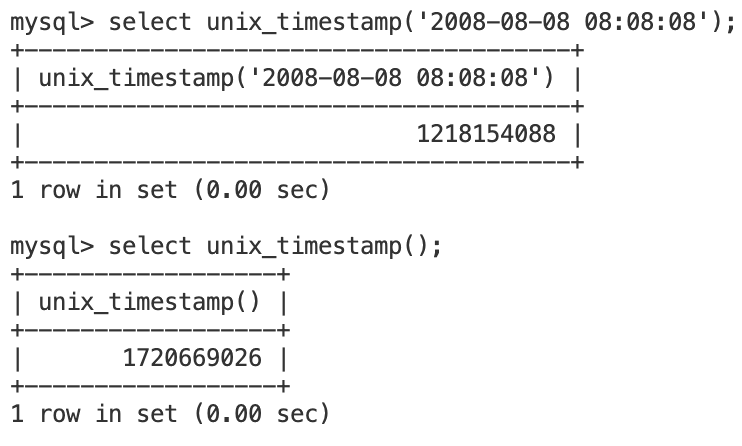 mysql> select unix_timestamp('2008-08-08 08:08:08');
+---------------------------------------+
| unix_timestamp('2008-08-08 08:08:08') |
+---------------------------------------+
|                            1218154088 |
+---------------------------------------+
1 row in set (0.00 sec)

mysql> select unix_timestamp();
+------------------+
| unix_timestamp() |
+------------------+
|       1720669026 |
+------------------+
1 row in set (0.00 sec)